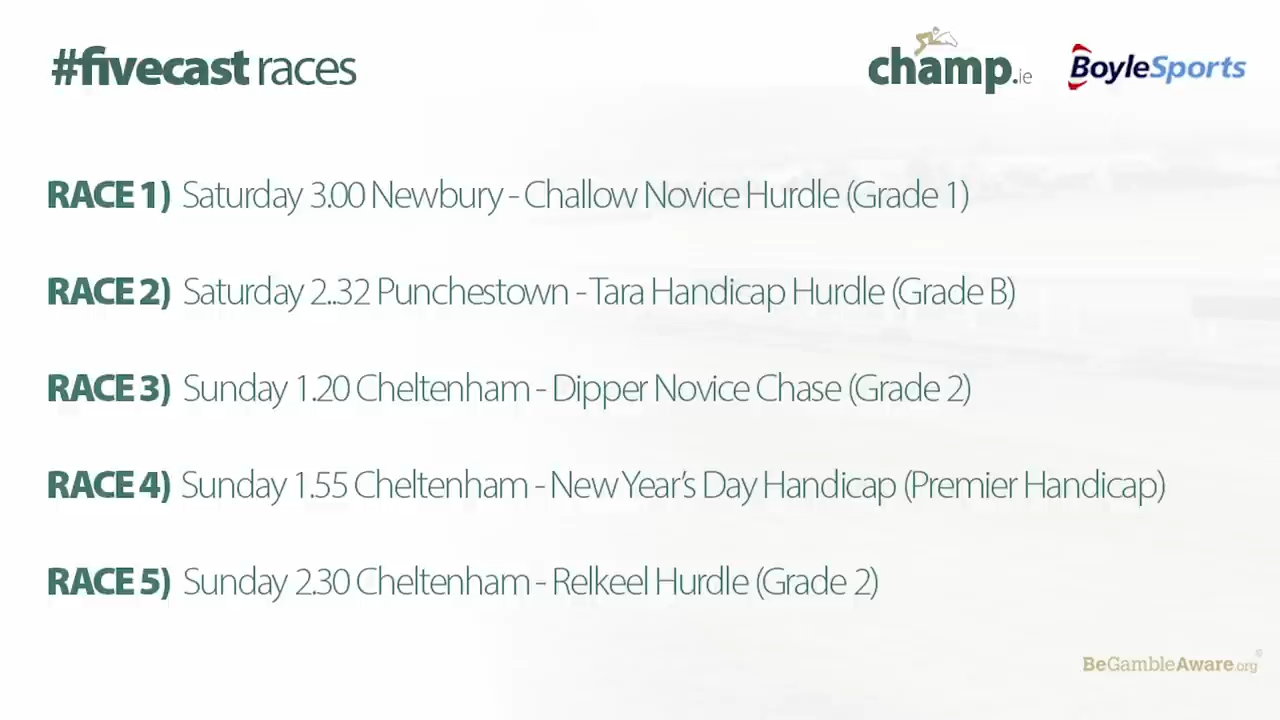 #fivecast races
champ.ie
BoyleSports
RACE 1) Saturday 3.00 Newbury - Challow Novice Hurdle (Grade 1)
RACE 2) Saturday 2..32 Punchestown - Tara Handicap Hurdle (Grade B)
RACE 3) Sunday 1.20 Cheltenham - Dipper Novice Chase (Grade 2)
RACE 4) Sunday 1.55 Cheltenham - New Year's Day Handicap (Premier Handicap)
RACE 5) Sunday 2.30 Cheltenham - Relkeel Hurdle (Grade 2)
BeGambleAware.org